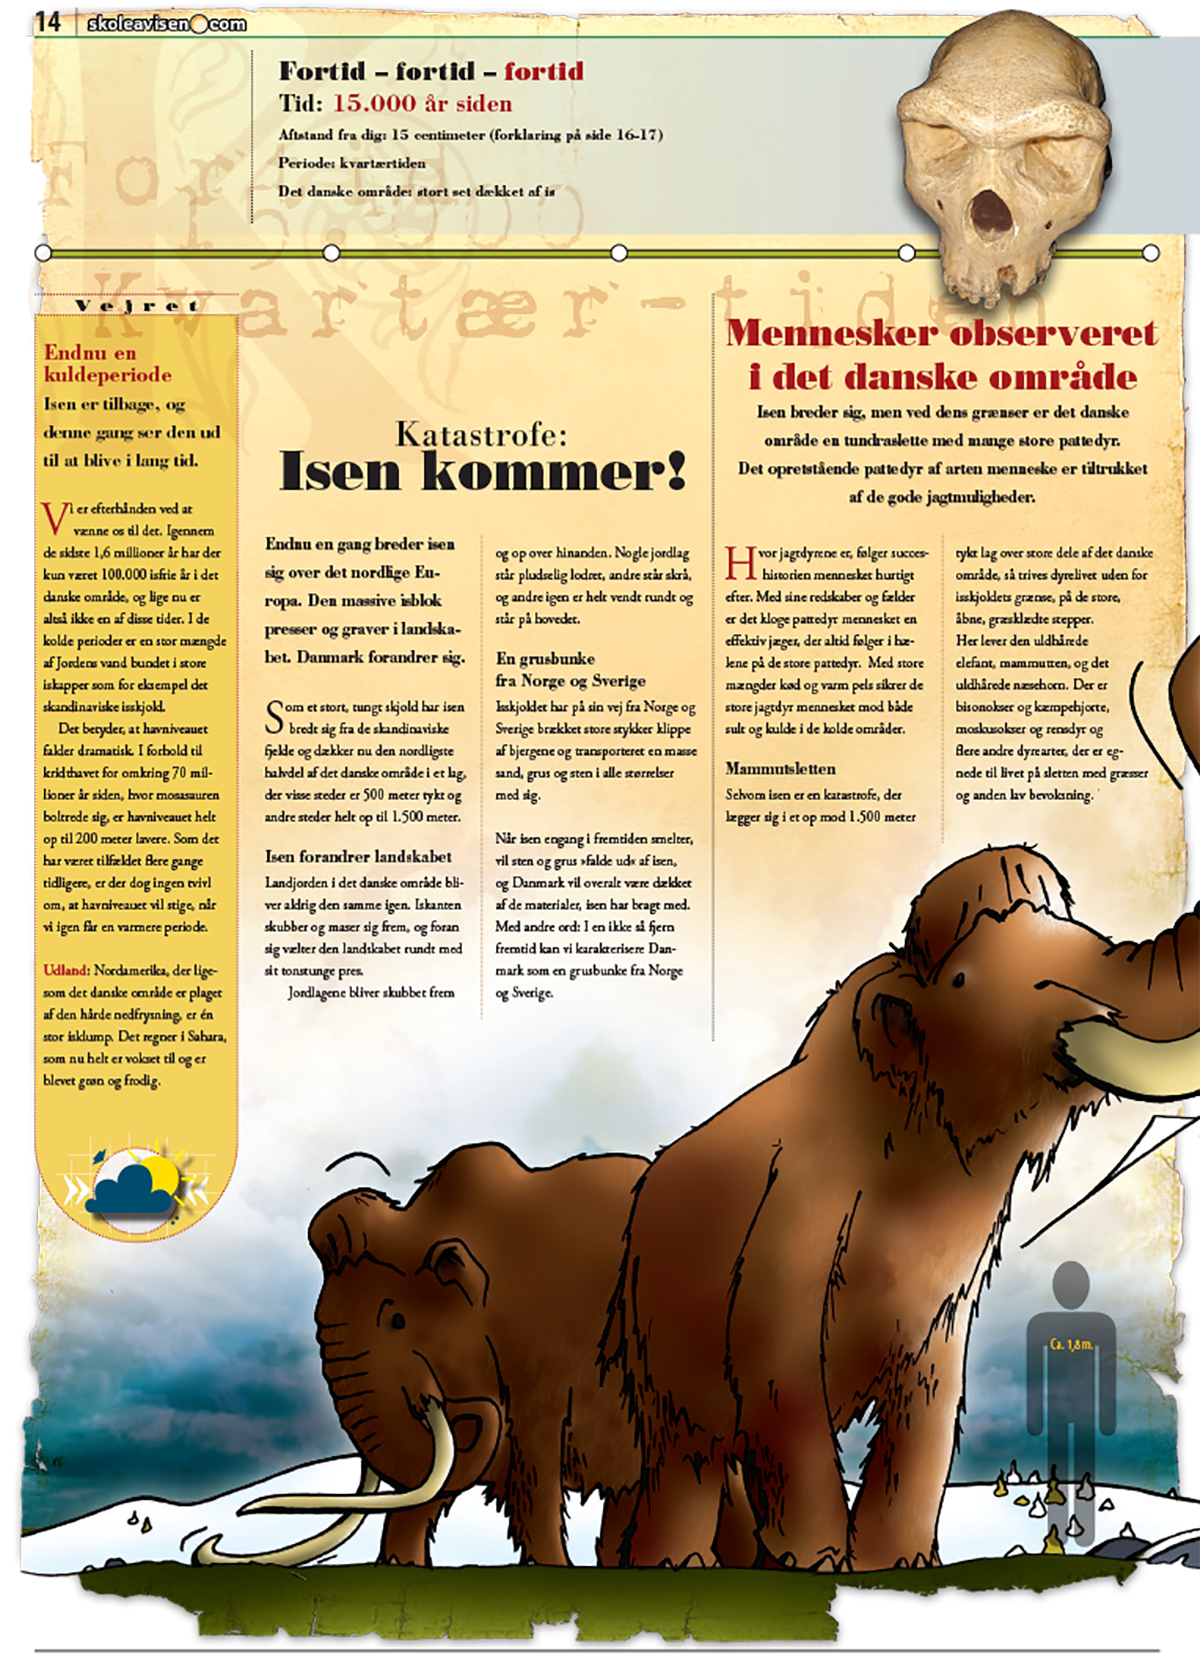 14
skoleavisen.com
Fortid – fortid – fortid
Tid: 15.000 år siden
Aftstand fra dig: 15 centimeter (forklaring på side 16-17)
Periode: kvartærtiden
Det danske område: stort set dækket af is
Kvartær-tiden
Vejret
Endnu en
kuldeperiode
Isen er tilbage, og
denne gang ser den ud
til at blive i lang tid.
Vi er efterhånden ved at
vænne os til det. Igennem
de sidste 1,6 millioner år har der
kun været 100.000 isfrie år i det
danske område, og lige nu er
altså ikke en af disse tider. I de
kolde perioder er en stor mængde
af Jordens vand bundet i store
iskapper som for eksempel det
skandinaviske isskjold.
Det betyder, at havniveauet
falder dramatisk. I forhold til
kridthavet for omkring 70 mil-
lioner år siden, hvor mosasauren
boltrede sig, er havniveauet helt
op til 200 meter lavere. Som det
har været tilfældet flere gange
tidligere, er der dog ingen tvivl
om, at havniveauet vil stige, når
vi igen får en varmere periode.
Udland: Nordamerika, der lige-
som det danske område er plaget
af den hårde nedfrysning, er én
stor isklump. Det regner i Sahara,
som nu helt er vokset til og er
blevet grøn og frodig.
Katastrofe:
Isen kommer!
Endnu en gang breder isen
sig over det nordlige Eu-
ropa. Den massive isblok
presser og graver i landska-
bet. Danmark forandrer sig.
Som et stort, tungt skjold har isen
bredt sig fra de skandinaviske
fjelde og dækker nu den nordligste
halvdel af det danske område i et lag,
der visse steder er 500 meter tykt og
andre steder helt op til 1.500 meter.
Isen forandrer landskabet
Landjorden i det danske område bli-
ver aldrig den samme igen. Iskanten
skubber og maser sig frem, og foran
sig vælter den landskabet rundt med
sit tonstunge pres.
Jordlagene bliver skubbet frem
og op over hinanden. Nogle jordlag
står pludselig lodret, andre står skrå,
og andre igen er helt vendt rundt og
står på hovedet.
En grusbunke
fra Norge og Sverige
Isskjoldet har på sin vej fra Norge og
Sverige brækket store stykker klippe
af bjergene og transporteret en masse
sand, grus og sten i alle størrelser
med sig.
Når isen engang i fremtiden smelter,
vil sten og grus »falde ud« af isen,
og Danmark vil overalt være dækket
af de materialer, isen har bragt med.
Med andre ord: I en ikke så fjern
fremtid kan vi karakterisere Dan-
mark som en grusbunke fra Norge
og Sverige.
Mennesker observeret
i det danske område
Isen breder sig, men ved dens grænser er det danske
område en tundraslette med mange store pattedyr.
Det opretstående pattedyr af arten menneske er tiltrukket
af de gode jagtmuligheder.
Hvor jagtdyrene er, følger succes-
historien mennesket hurtigt
efter. Med sine redskaber og fælder
er det kloge pattedyr mennesket en
effektiv jæger, der altid følger i hæ-
lene på de store pattedyr. Med store
mængder kød og varm pels sikrer de
store jagtdyr mennesket mod både
sult og kulde i de kolde områder.
Mammutsletten
Selvom isen er en katastrofe, der
lægger sig i et op mod 1.500 meter
tykt lag over store dele af det danske
område, så trives dyrelivet uden for
isskjoldets grænse, på de store,
åbne, græsklædte stepper.
Her lever den uldhårede
elefant, mammutten, og det
uldhårede næsehorn. Der er
bisonokser og kæmpehjorte,
moskusokser og rensdyr og
flere andre dyrearter, der er eg-
nede til livet på sletten med græsser
og anden lav bevoksning.
Ca. 1,8 m.